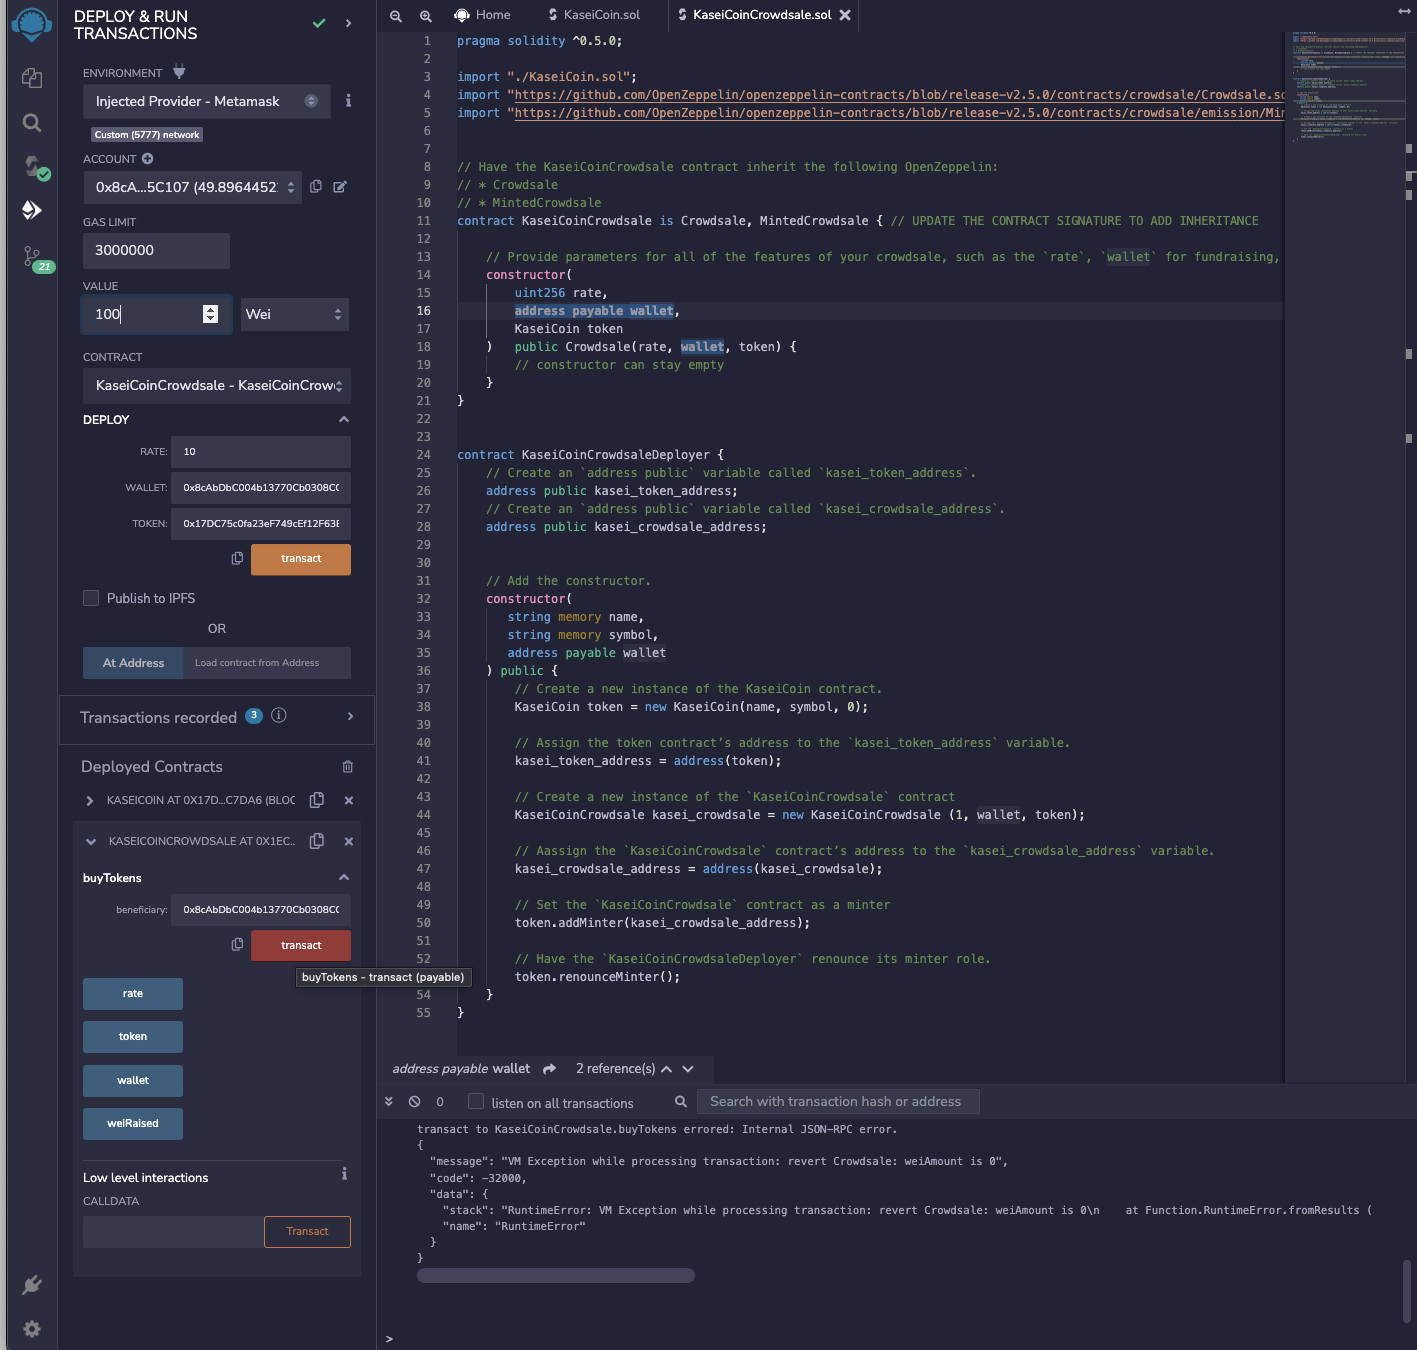 DEPLOY & RUN
TRANSACTIONS
ENVIRONMENT
Injected Provider - Metamask
Custom (5777) network
ACCOUNT
0x8cA...5C107 (49.8964452
GAS LIMIT
3000000
VALUE
100
Wei
CONTRACT
KaseiCoinCrowdsale - KaseiCoinCrow
DEPLOY
RATE:
10
WALLET:
0x8cAbDbC004b13770Cb0308C
TOKEN:
0x17DC75c0fa23eF749cEf12F63
transact
Publish to IPFS
OR
At Address
Load contract from Address
Transactions recorded 3
Deployed Contracts
KASEICOIN AT 0X17D...C7DA6 (BLOC
KASEICOINCROWDSALE AT 0X1EC...
buyTokens
beneficiary:
0x8cAbDbC004b13770Cb0308C
transact
buyTokens - transact (payable)
rate
token
wallet
weiRaised
Low level interactions
CALLDATA
Transact
21
Home
KaseiCoin.sol
KaseiCoinCrowdsale.sol
1 pragma solidity ^0.5.0;
2
3 import "./KaseiCoin.sol";
4 import "https://github.com/OpenZeppelin/openzeppelin-contracts/blob/release-v2.5.0/contracts/crowdsale/Crowdsale.so
5 import "https://github.com/OpenZeppelin/openzeppelin-contracts/blob/release-v2.5.0/contracts/crowdsale/emission/Min
6
7
8 // Have the KaseiCoinCrowdsale contract inherit the following OpenZeppelin:
9 // * Crowdsale
10 // * MintedCrowdsale
11 contract KaseiCoinCrowdsale is Crowdsale, MintedCrowdsale { // UPDATE THE CONTRACT SIGNATURE TO ADD INHERITANCE
12
13 // Provide parameters for all of the features of your crowdsale, such as the `rate`, `wallet` for fundraising,
14 constructor(
15 uint256 rate,
16 address payable wallet,
17 KaseiCoin token
18 ) public Crowdsale(rate, wallet, token) {
19 // constructor can stay empty
20 }
21 }
22
23
24 contract KaseiCoinCrowdsaleDeployer {
25 // Create an `address public` variable called `kasei_token_address`.
26 address public kasei_token_address;
27 // Create an `address public` variable called `kasei_crowdsale_address`.
28 address public kasei_crowdsale_address;
29
30
31 // Add the constructor.
32 constructor(
33 string memory name,
34 string memory symbol,
35 address payable wallet
36 ) public {
37 // Create a new instance of the KaseiCoin contract.
38 KaseiCoin token = new KaseiCoin(name, symbol, 0);
39
40 // Assign the token contract’s address to the `kasei_token_address` variable.
41 kasei_token_address = address(token);
42
43 // Create a new instance of the `KaseiCoinCrowdsale` contract
44 KaseiCoinCrowdsale kasei_crowdsale = new KaseiCoinCrowdsale (1, wallet, token);
45
46 // Aassign the `KaseiCoinCrowdsale` contract’s address to the `kasei_crowdsale_address` variable.
47 kasei_crowdsale_address = address(kasei_crowdsale);
48
49 // Set the `KaseiCoinCrowdsale` contract as a minter
50 token.addMinter(kasei_crowdsale_address);
51
52 // Have the `KaseiCoinCrowdsaleDeployer` renounce its minter role.
token.renounceMinter();
54 }
55 }
address payable wallet
2 reference(s)
0
listen on all transactions
Search with transaction hash or address
transact to KaseiCoinCrowdsale.buyTokens errored: Internal JSON-RPC error.
{
"message": "VM Exception while processing transaction: revert Crowdsale: weiAmount is 0",
"code": -32000,
"data": {
"stack": "RuntimeError: VM Exception while processing transaction: revert Crowdsale: weiAmount is 0\n at Function.RuntimeError.fromResults (
"name": "RuntimeError"
}
}
>